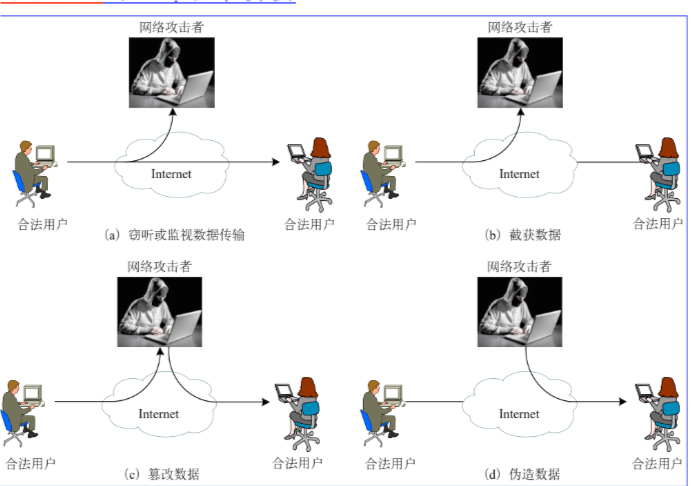 网络攻击者
网络攻击者
Internet
Internet
合法用户
合法用户
合法用户
合法用户
(a) 窃听或监视数据传输
(b) 截获数据
网络攻击者
网络攻击者
Internet
Internet
合法用户
合法用户
合法用户
合法用户
(c) 篡改数据
(d) 伪造数据